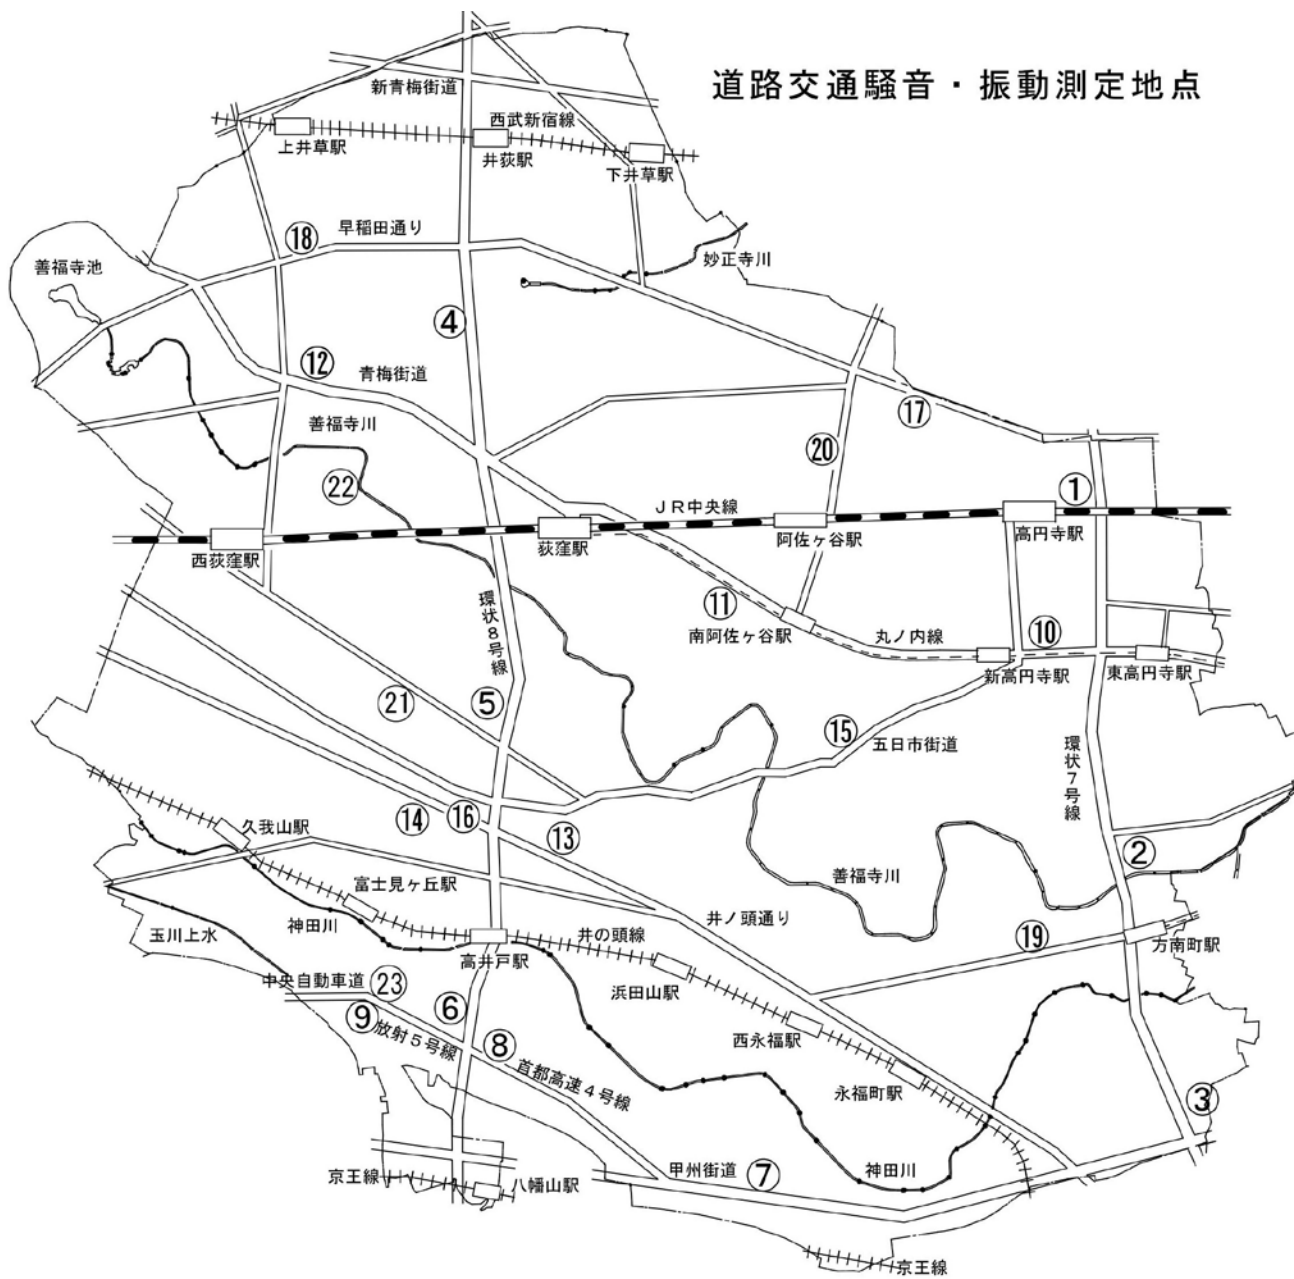 道路交通騒音・振動測定地点
新青梅街道
西武新宿線
上井草駅
井荻駅
下井草駅
⑱
早稲田通り
善福寺池
妙正寺川
④
⑫
青梅街道
⑰
善福寺川
⑳
㉒
①
JR中央線
西荻窪駅
荻窪駅
阿佐ヶ谷駅
高円寺駅
環状8号線
⑪
南阿佐ヶ谷駅
丸ノ内線
⑩
新高円寺駅
東高円寺駅
㉑
⑤
⑮
五日市街道
環状7号線
久我山駅
⑭
⑯
⑬
②
富士見ヶ丘駅
善福寺川
神田川
井ノ頭通り
玉川上水
井の頭線
⑲
方南町駅
高井戸駅
中央自動車道
㉓
浜田山駅
⑥
⑨
放射5号線
⑧
西永福駅
首都高速4号線
永福町駅
③
京王線
八幡山駅
甲州街道
⑦
神田川
京王線